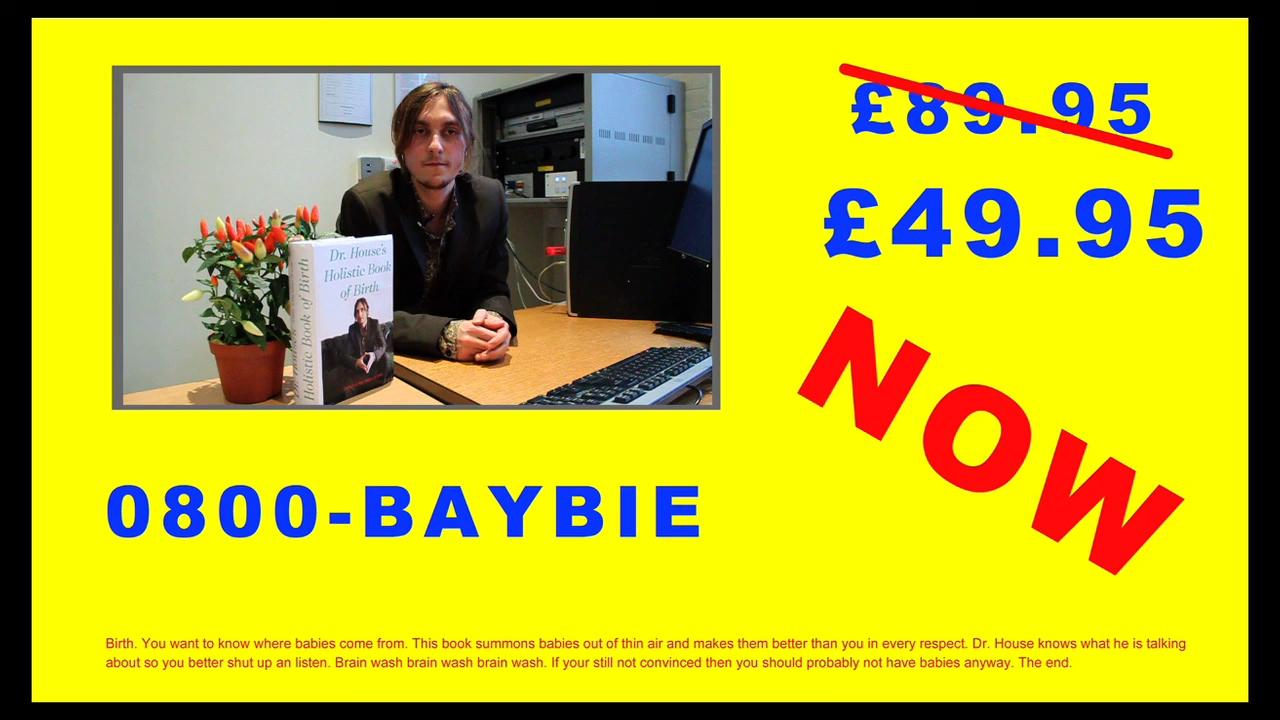 £89.95
£49.95
NOW
Dr. House's
Holistic Book
of Birth
Holistic Book of Birth
0800-BAYBIE
Birth. You want to know where babies come from. This book summons babies out of thin air and makes them better than you in every respect. Dr. House knows what he is talking
about so you better shut up an listen. Brain wash brain wash brain wash. If your still not convinced then you should probably not have babies anyway. The end.